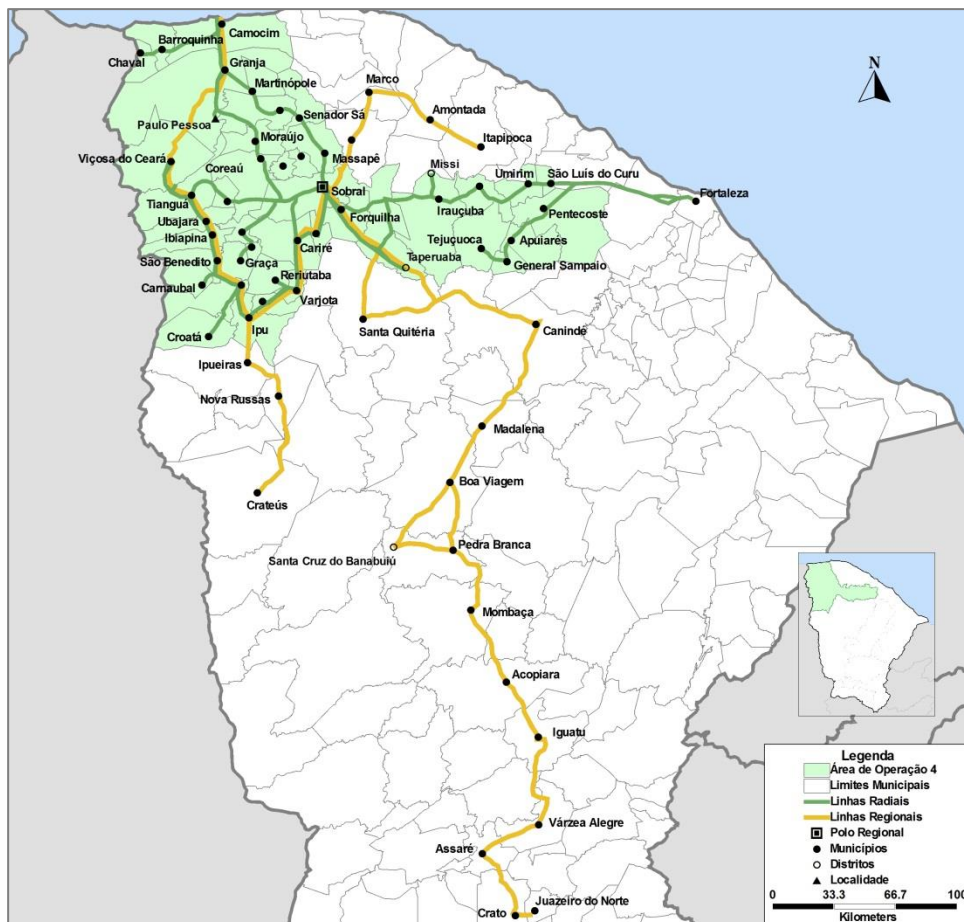 Camocim
Barroquinha
Chaval
Granja
Martinópole
Marco
N
Senador Sá
Amontada
Paulo Pessoa
Moraújo
Itapipoca
Massapê
Viçosa do Ceará
Missi
Coreaú
Umirim
São Luís do Curu
Sobral
Fortaleza
Tianguá
Irauçuba
Forquilha
Pentecoste
Ubajara
Ibiapina
Cariré
Tejuçuoca
Apuiarés
São Benedito
Graça
Taperuaba
General Sampaio
Reriutaba
Carnaubal
Varjota
Santa Quitéria
Canindé
Ipu
Croatá
Ipueiras
Nova Russas
Madalena
Boa Viagem
Crateús
Pedra Branca
Santa Cruz do Banabuiú
Mombaça
Acopiara
Iguatu
Várzea Alegre
Assaré
Juazeiro do Norte
Crato
Legenda
Área de Operação 4
Limites Municipais
Linhas Radiais
Linhas Regionais
Polo Regional
Municípios
Distritos
Localidade
0 33.3 66.7 100
Kilometers